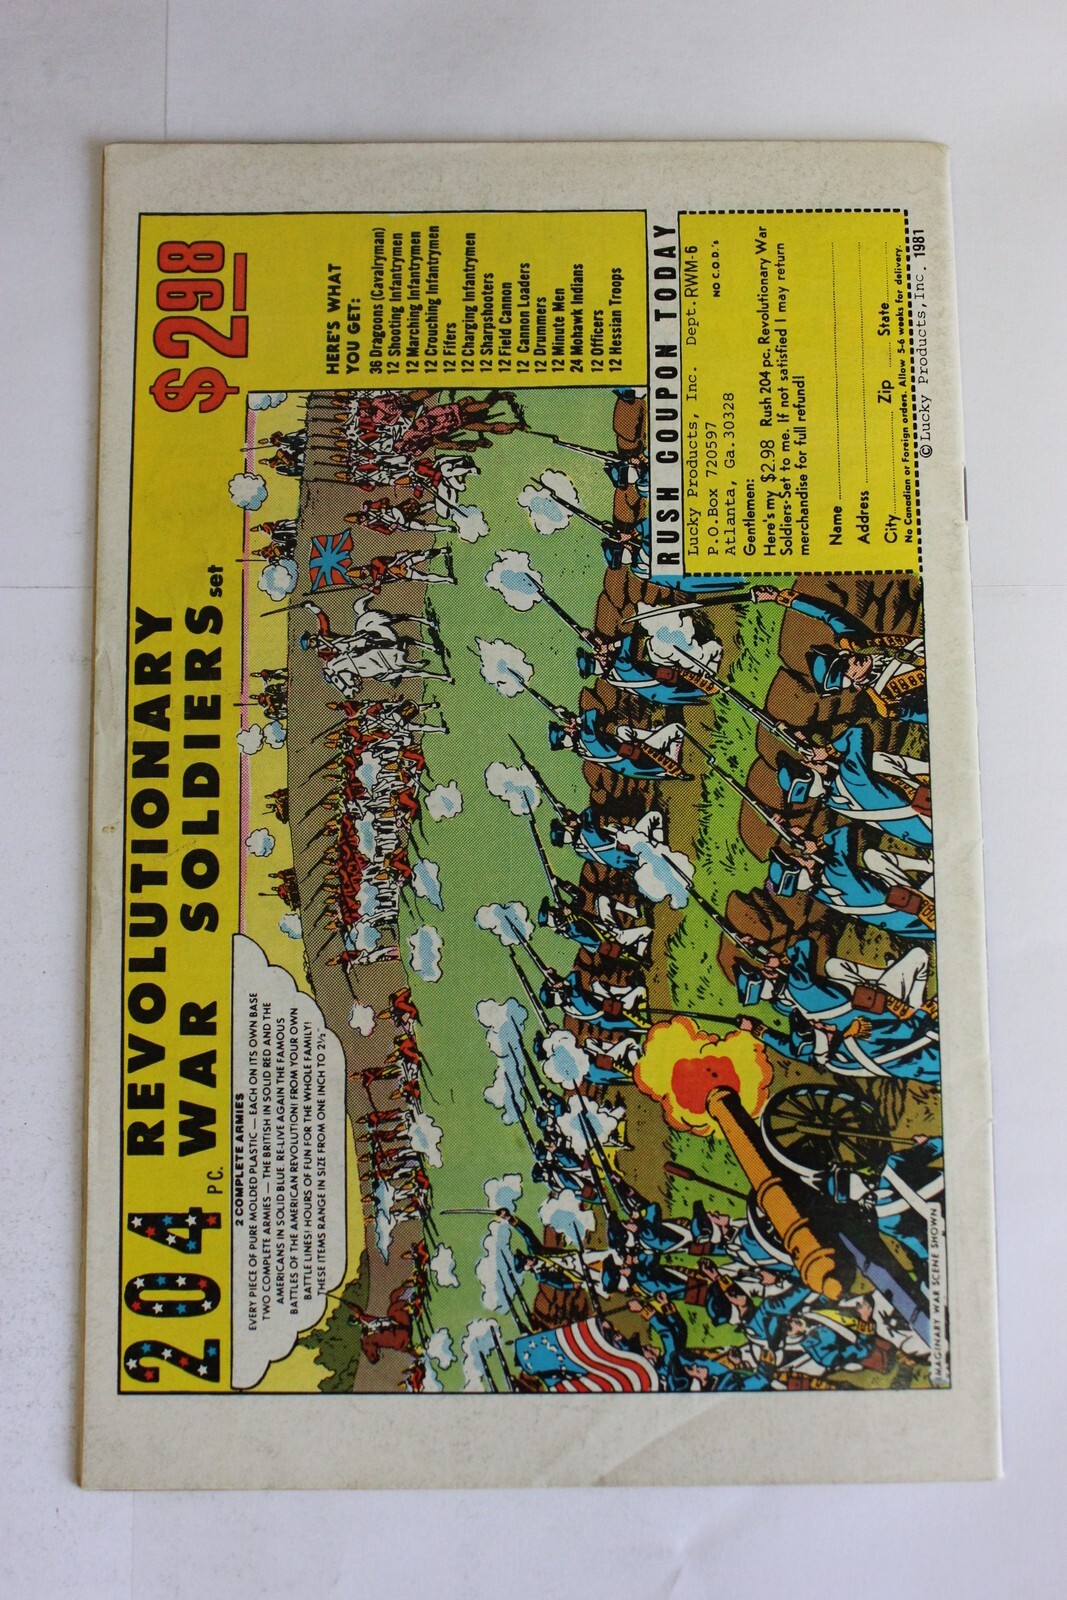 204 PC. REVOLUTIONARY
WAR SOLDIERS set
$298
2 COMPLETE ARMIES
EVERY PIECE OF PURE MOLDED PLASTIC — EACH ON ITS OWN BASE
TWO COMPLETE ARMIES — THE BRITISH IN SOLID RED AND THE
AMERICANS IN SOLID BLUE. RE-LIVE AGAIN THE FAMOUS
BATTLES OF THE AMERICAN REVOLUTION! FROM YOUR OWN
BATTLE LINES! HOURS OF FUN FOR THE WHOLE FAMILY!
THESE ITEMS RANGE IN SIZE FROM ONE INCH TO 2½"
HERE'S WHAT
YOU GET:
36 Dragoons (Cavalryman)
12 Shooting Infantrymen
12 Marching Infantrymen
12 Crouching Infantrymen
12 Fifers
12 Charging Infantrymen
12 Sharpshooters
12 Field Cannon
12 Cannon Loaders
12 Drummers
12 Minute Men
24 Mohawk Indians
12 Officers
12 Hessian Troops
RUSH COUPON TODAY
Lucky Products, Inc. Dept. RWM-6
P.O.Box 720597 NO C.O.D.'s
Atlanta, Ga. 30328
Gentlemen:
Here's my $2.98 Rush 204 pc. Revolutionary War
Soldiers-Set to me. If not satisfied I may return
merchandise for full refund!
Name
Address
City Zip State
No Canadian or Foreign orders. Allow 5-6 weeks for delivery.
© Lucky Products, Inc. 1981
IMAGINARY WAR SCENE SHOWN